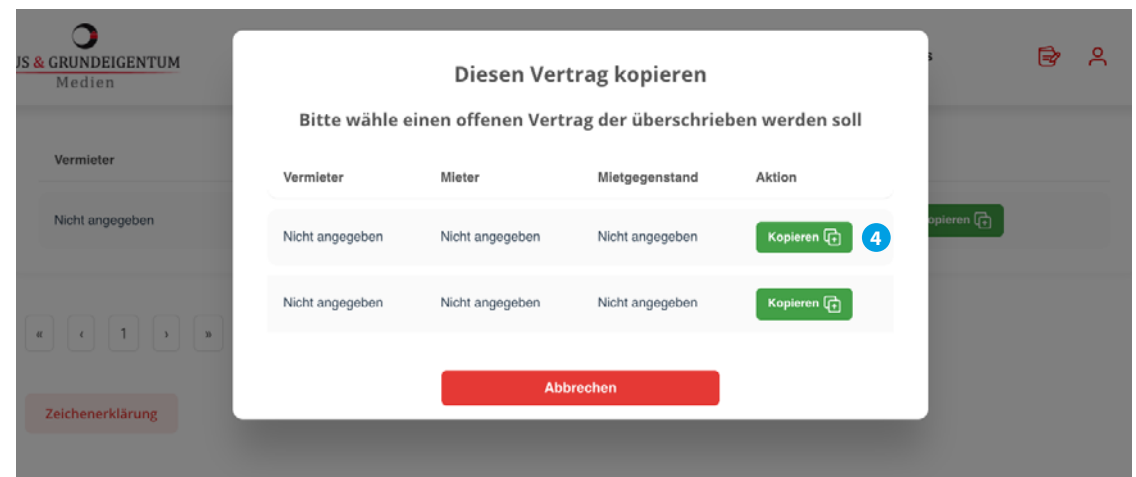 & GRUNDEIGENTUM
Medien
Diesen Vertrag kopieren
Bitte wähle einen offenen Vertrag der überschrieben werden soll
Vermieter
Vermieter Mieter Mietgegenstand Aktion
Nicht angegeben
Nicht angegeben Nicht angegeben Nicht angegeben Kopieren 4
opieren
Nicht angegeben Nicht angegeben Nicht angegeben Kopieren
« ‹ 1 › »
Abbrechen
Zeichenerklärung